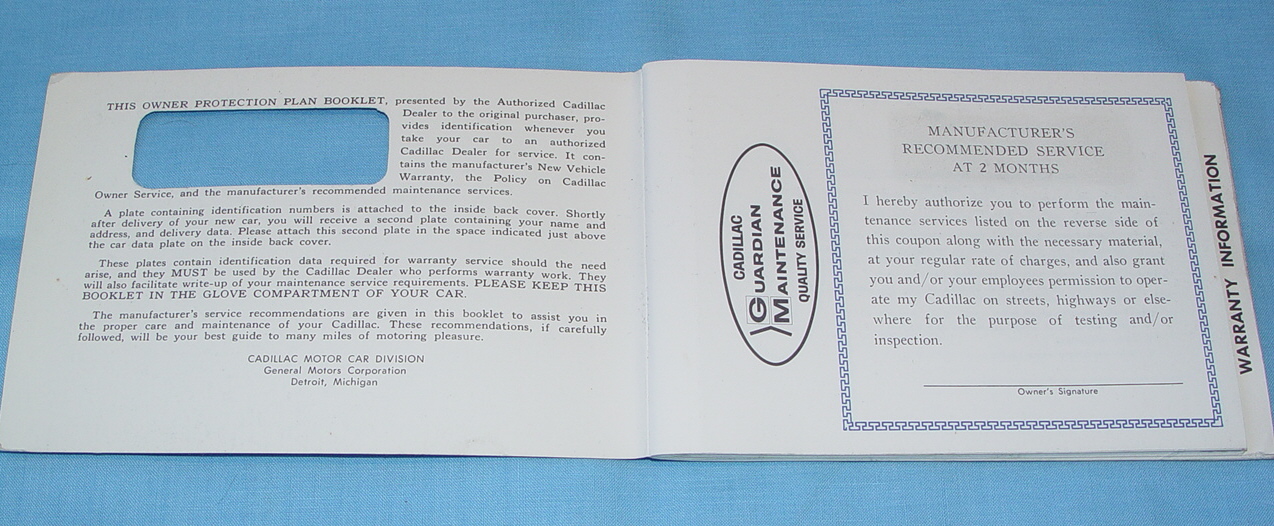 THIS OWNER PROTECTION PLAN BOOKLET, presented by the Authorized Cadillac
Dealer to the original purchaser, pro-
vides identification whenever you
take your car to an authorized
Cadillac Dealer for service. It con-
tains the manufacturer's New Vehicle
Warranty, the Policy on Cadillac
Owner Service, and the manufacturer's recommended maintenance services.
A plate containing identification numbers is attached to the inside back cover. Shortly
after delivery of your new car, you will receive a second plate containing your name and
address, and delivery data. Please attach this second plate in the space indicated just above
the car data plate on the inside back cover.
These plates contain identification data required for warranty service should the need
arise, and they MUST be used by the Cadillac Dealer who performs warranty work. They
will also facilitate write-up of your maintenance service requirements. PLEASE KEEP THIS
BOOKLET IN THE GLOVE COMPARTMENT OF YOUR CAR.
The manufacturer's service recommendations are given in this booklet to assist you in
the proper care and maintenance of your Cadillac. These recommendations, if carefully
followed, will be your best guide to many miles of motoring pleasure.
CADILLAC MOTOR CAR DIVISION
General Motors Corporation
Detroit, Michigan
CADILLAC
GUARDIAN
MAINTENANCE
QUALITY SERVICE
MANUFACTURER'S
RECOMMENDED SERVICE
AT 2 MONTHS
I hereby authorize you to perform the main-
tenance services listed on the reverse side of
this coupon along with the necessary material,
at your regular rate of charges, and also grant
you and/or your employees permission to oper-
ate my Cadillac on streets, highways or else-
where for the purpose of testing and/or
inspection.
Owner's Signature
WARRANTY INFORMATION